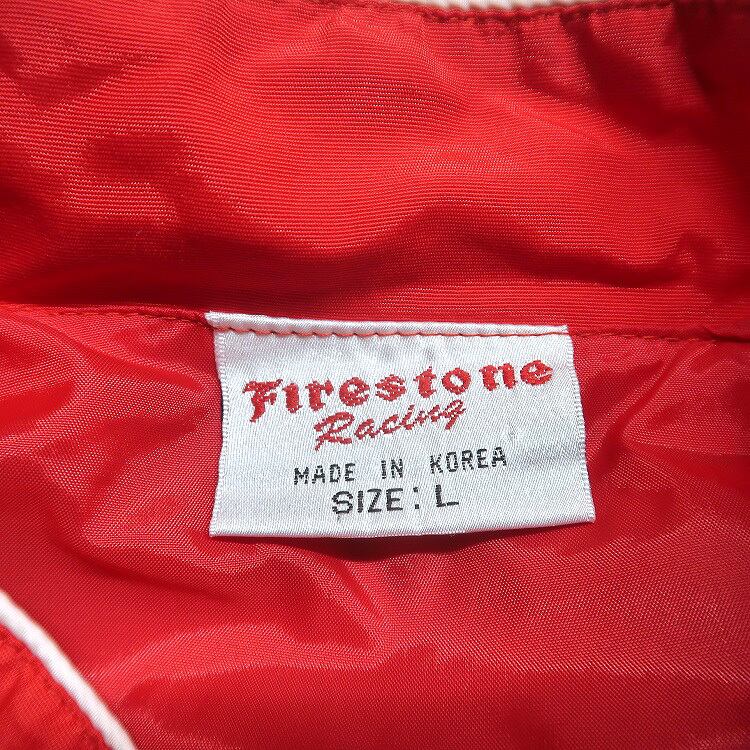 Firestone
Racing
MADE IN KOREA
SIZE: L